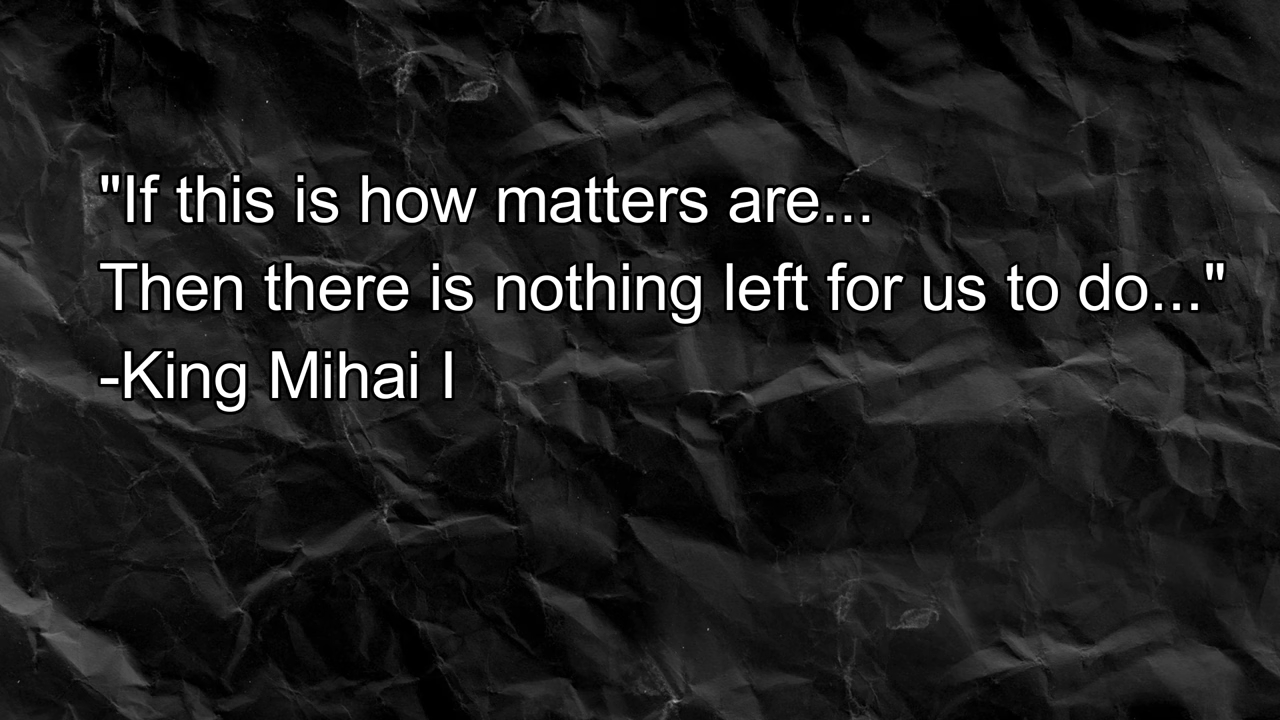 "If this is how matters are...
Then there is nothing left for us to do..."
-King Mihai I